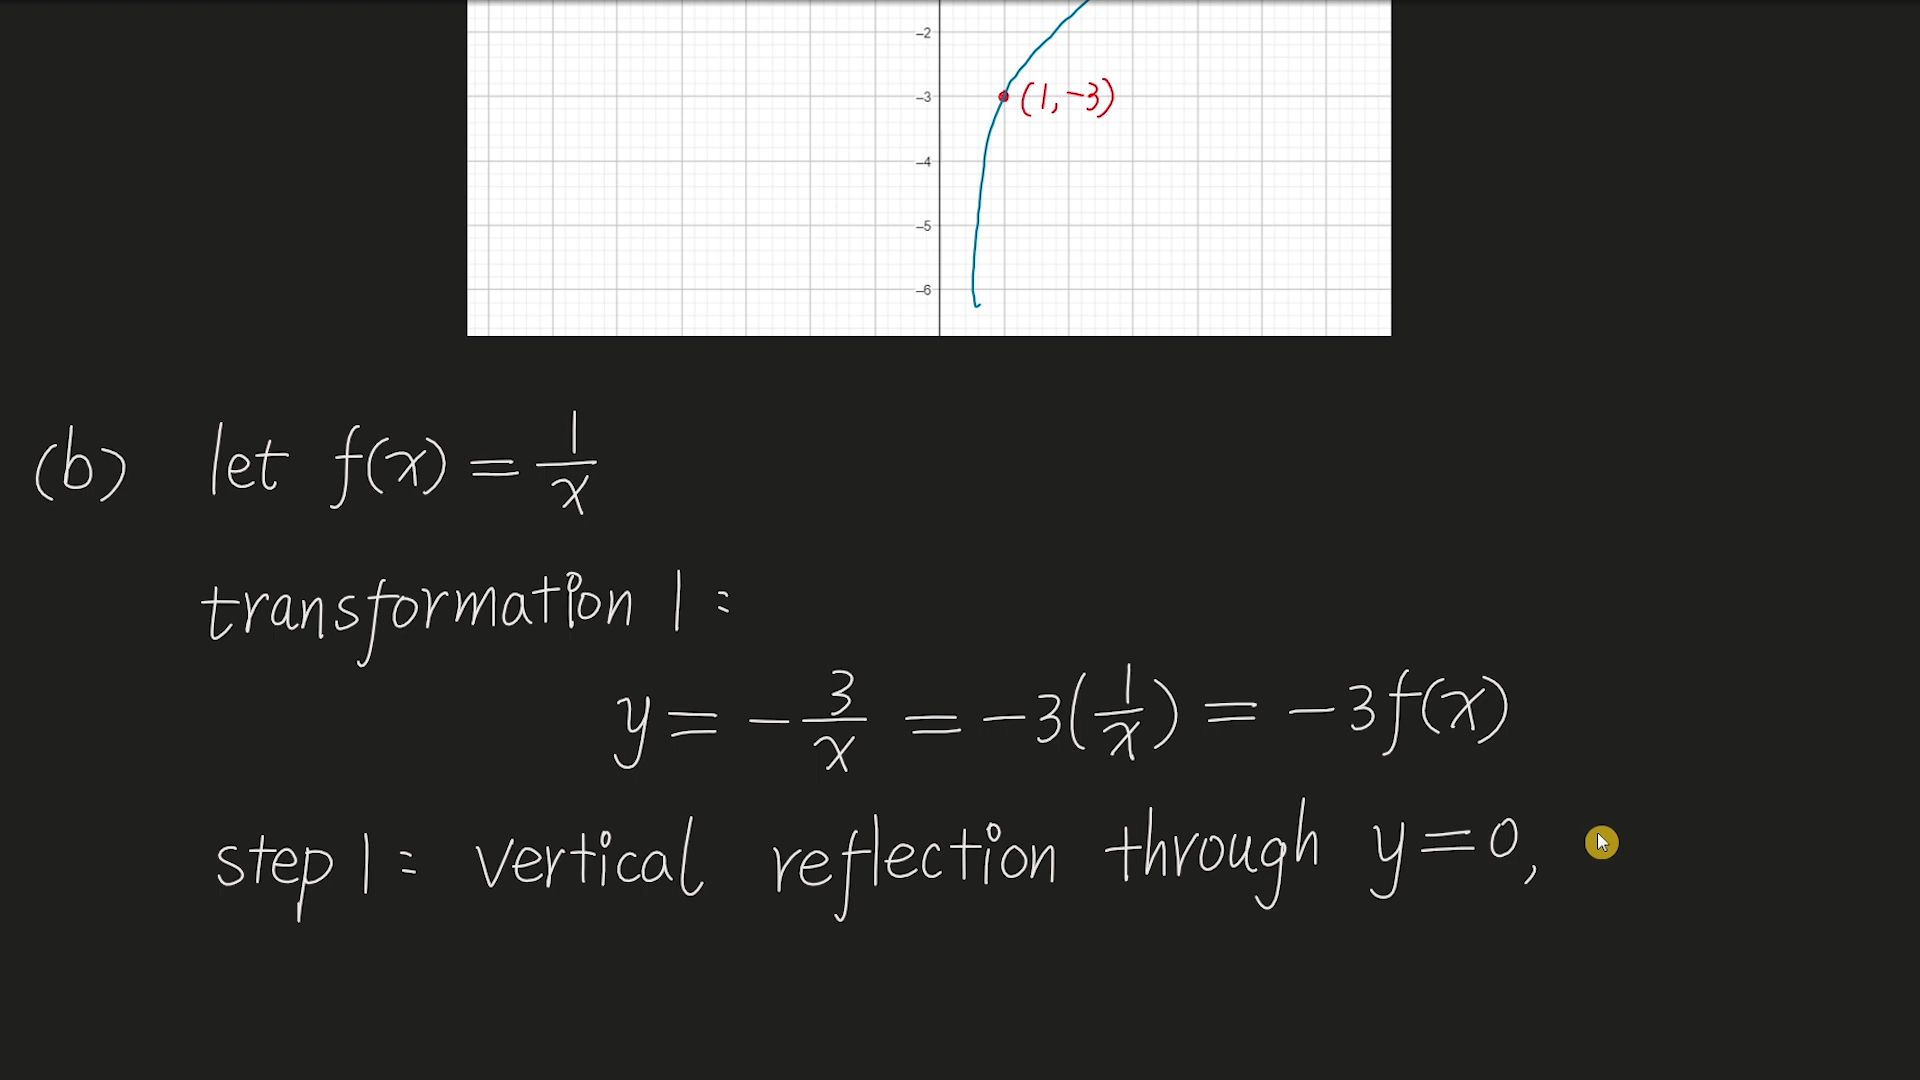 -2
-3 (1, -3)
-4
-5
-6
(b) let f(x) = 1/x
transformation 1 :
y = - 3/x = -3(1/x) = -3f(x)
step 1 : vertical reflection through y = 0,